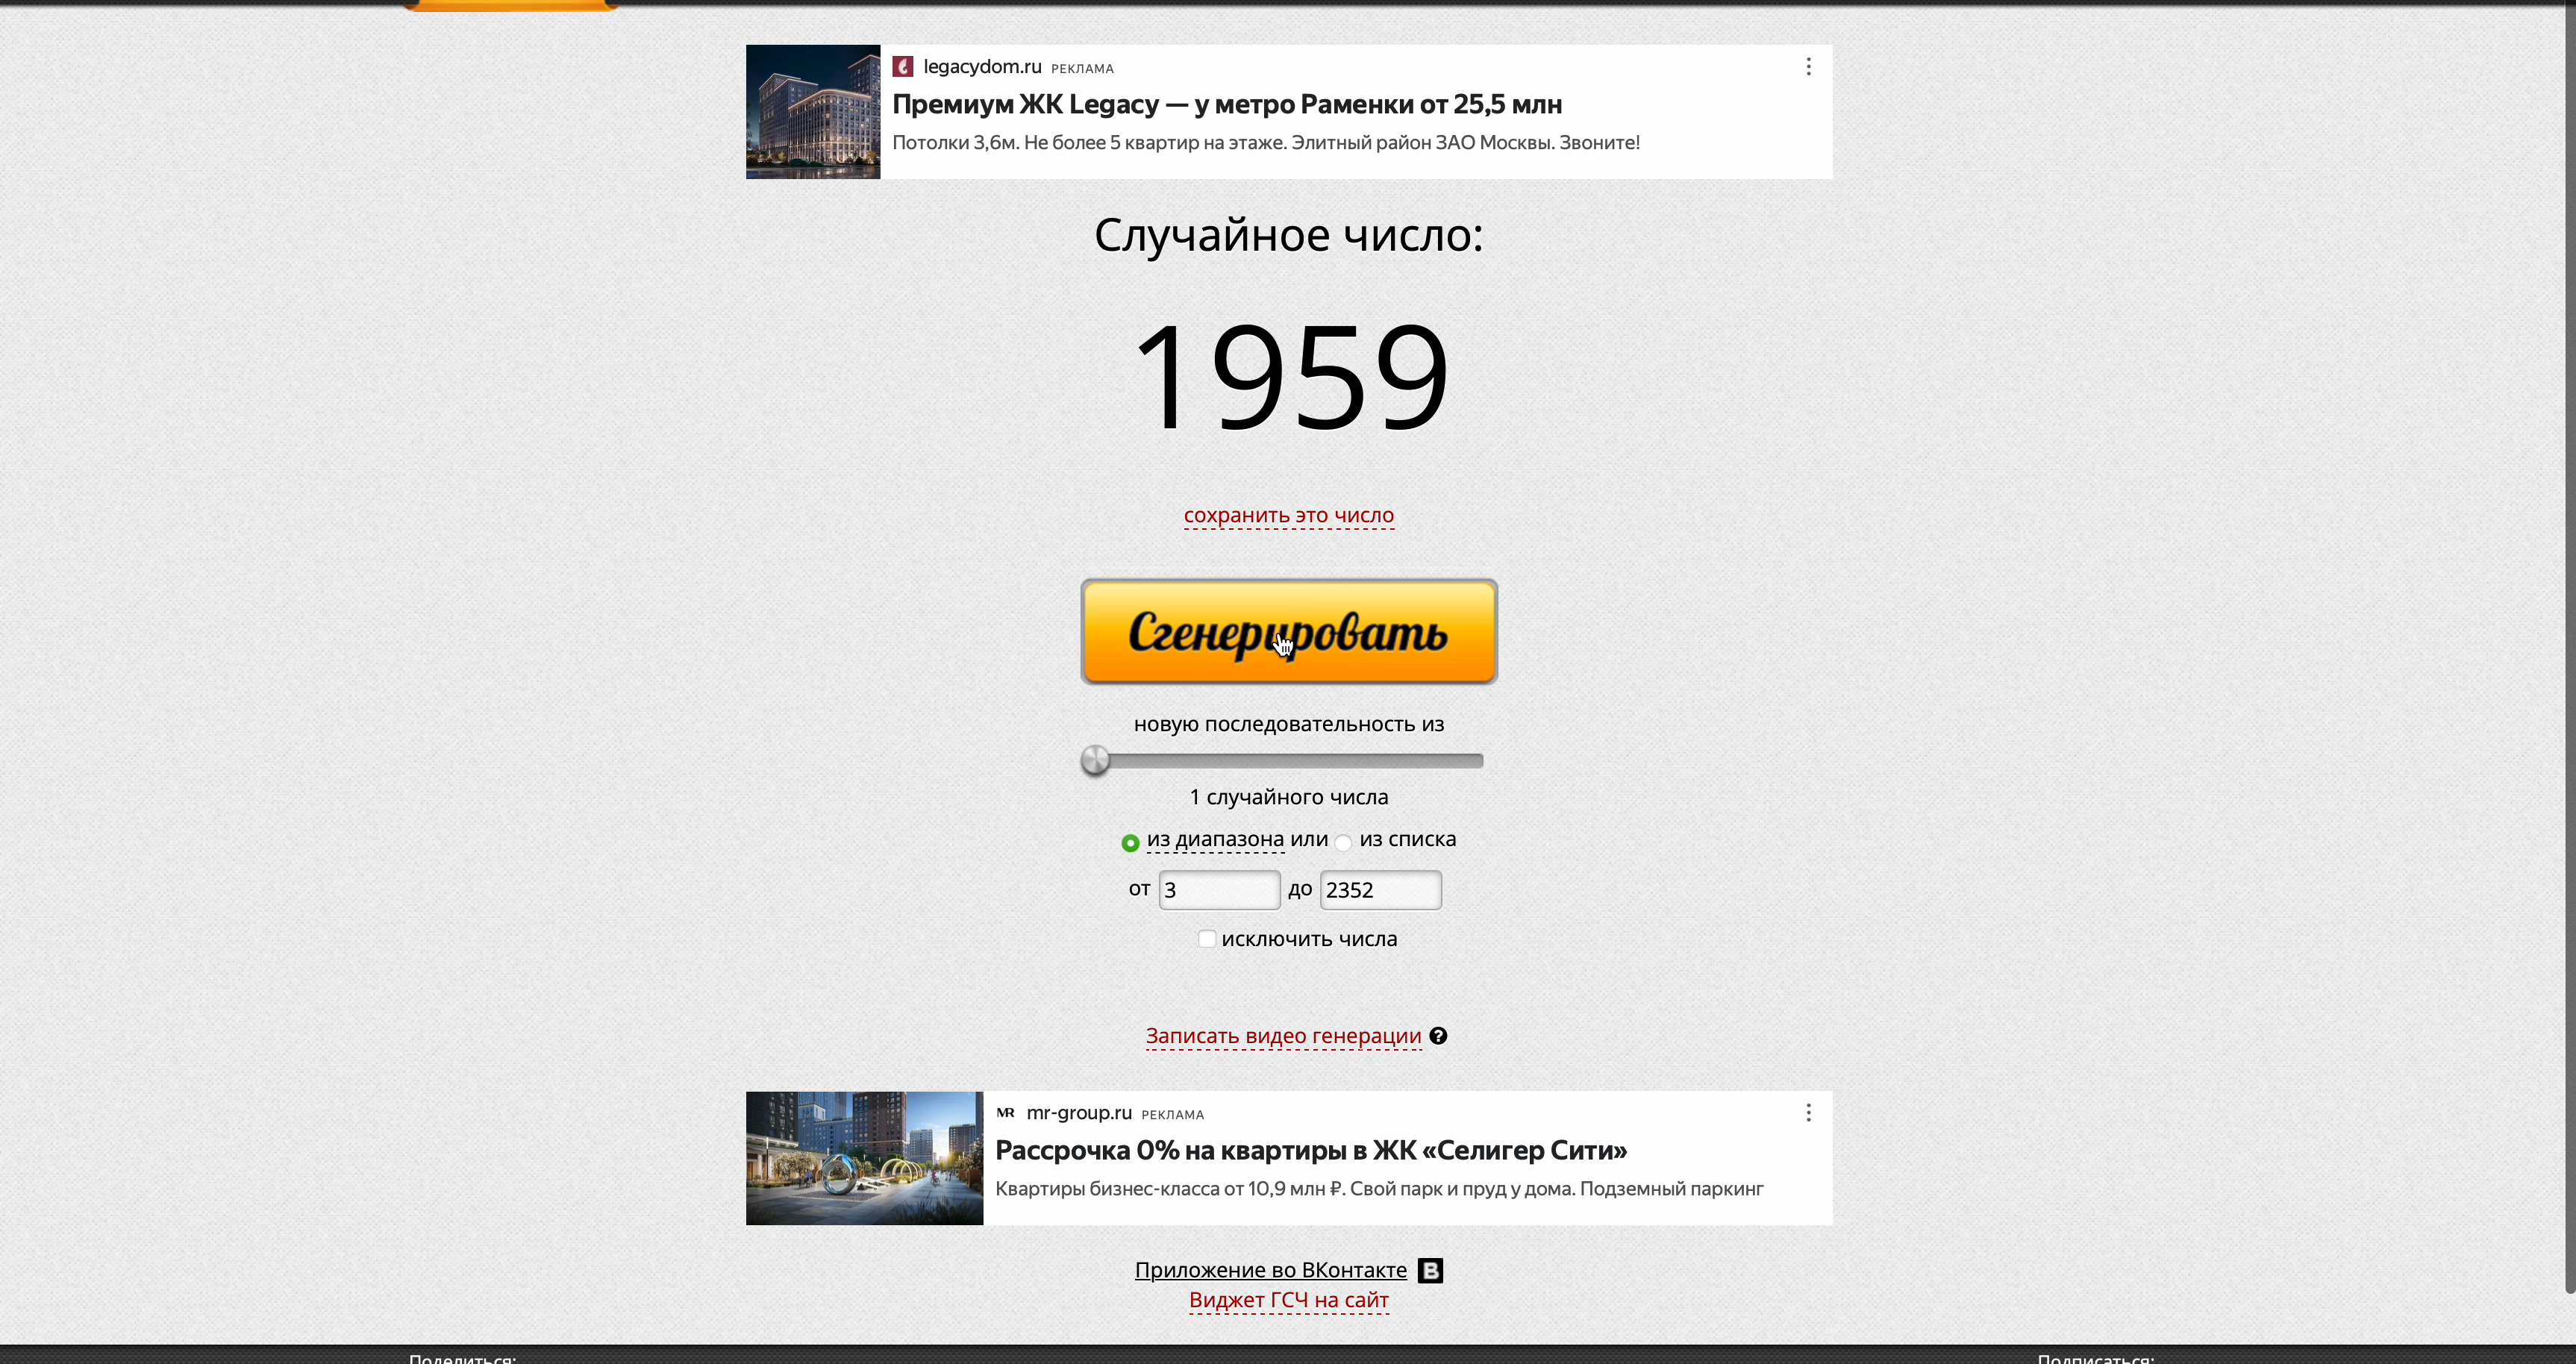 legacydom.ru РЕКЛАМА
Премиум ЖК Legacy — у метро Раменки от 25,5 млн
Потолки 3,6м. Не более 5 квартир на этаже. Элитный район ЗАО Москвы. Звоните!
Случайное число:
1959
сохранить это число
Сгенерировать
новую последовательность из
1 случайного числа
из диапазона или из списка
от 3 до 2352
исключить числа
Записать видео генерации ?
MR mr-group.ru РЕКЛАМА
Рассрочка 0% на квартиры в ЖК «Селигер Сити»
Квартиры бизнес-класса от 10,9 млн ₽. Свой парк и пруд у дома. Подземный паркинг
Приложение во ВКонтакте В
Виджет ГСЧ на сайт
Поделиться: Подписаться: